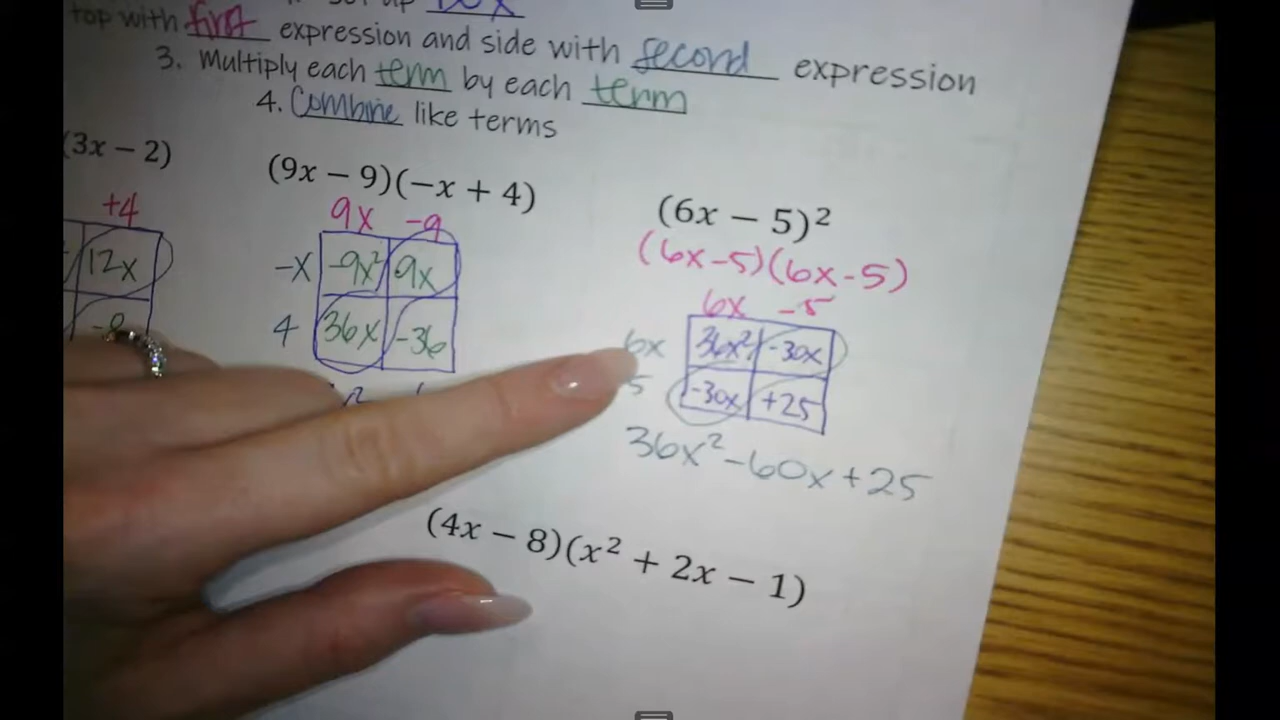 top with first expression and side with second expression
3. Multiply each term by each term
4. Combine like terms
(3x − 2)
+4
12x
-8
(9x − 9)(−x + 4)
9x -9
-x -9x² 9x
4 36x -36
(6x − 5)²
(6x-5)(6x-5)
6x -5
6x 36x² -30x
5 -30x +25
36x²-60x+25
(4x − 8)(x² + 2x − 1)